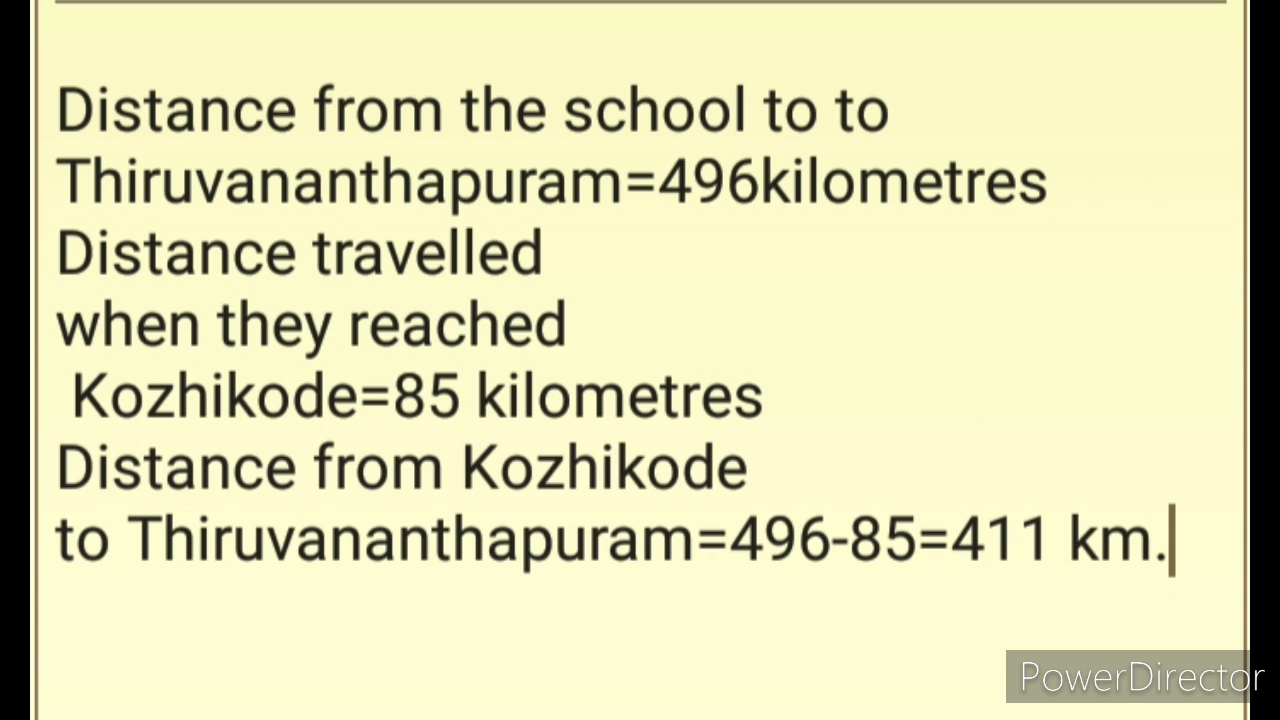 Distance from the school to to
Thiruvananthapuram=496kilometres
Distance travelled
when they reached
Kozhikode=85 kilometres
Distance from Kozhikode
to Thiruvananthapuram=496-85=411 km.
PowerDirector